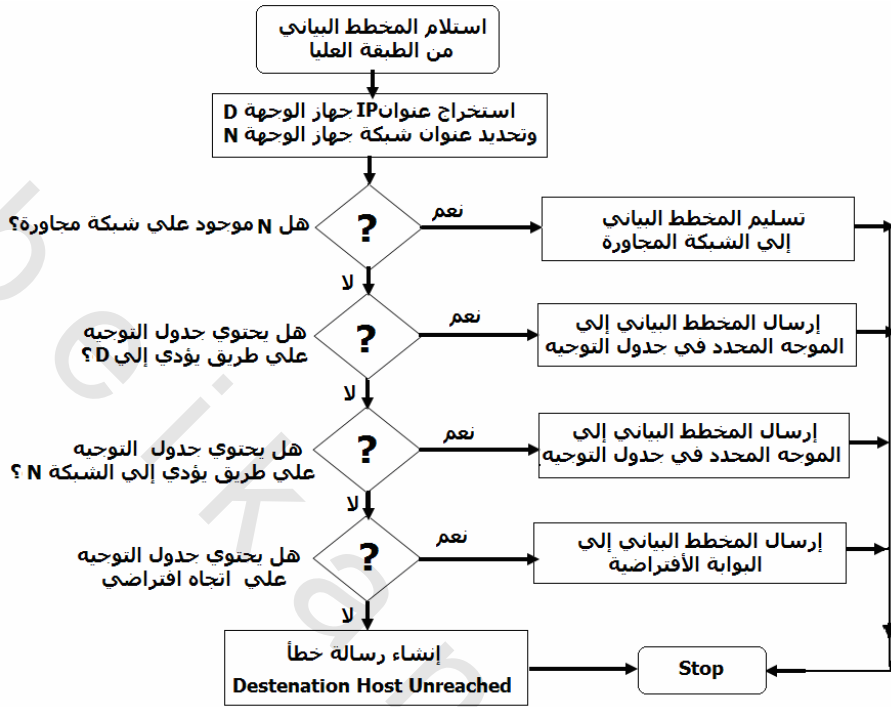 استلام المخطط البياني
من الطبقة العليا
استخراج عنوان IP جهاز الوجهة D
وتحديد عنوان شبكة جهاز الوجهة N
هل N موجود علي شبكة مجاورة؟
?
نعم
تسليم المخطط البياني
إلي الشبكة المجاورة
لا
هل يحتوي جدول التوجيه
علي طريق يؤدي إلي D؟
?
نعم
إرسال المخطط البياني إلي
الموجه المحدد في جدول التوجيه
لا
هل يحتوي جدول التوجيه
علي طريق يؤدي إلي الشبكة N ؟
?
نعم
إرسال المخطط البياني إلي
الموجه المحدد في جدول التوجيه
لا
هل يحتوي جدول التوجيه
علي اتجاه افتراضي
?
نعم
إرسال المخطط البياني إلي
البوابة الأفتراضية
لا
إنشاء رسالة خطأ
Destenation Host Unreached
Stop
b e i k a n